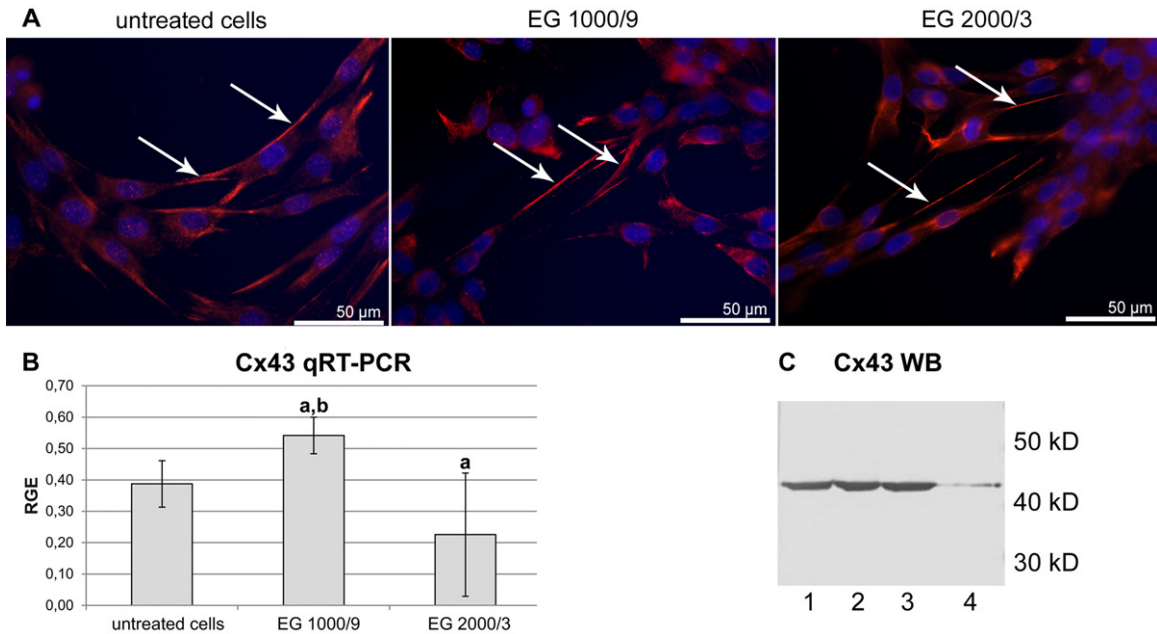 A
untreated cells EG 1000/9 EG 2000/3
50 µm 50 µm 50 µm
B Cx43 qRT-PCR
RGE
0,70
0,60
0,50
0,40
0,30
0,20
0,10
0,00
a,b
a
untreated cells EG 1000/9 EG 2000/3
C Cx43 WB
50 kD
40 kD
30 kD
1 2 3 4